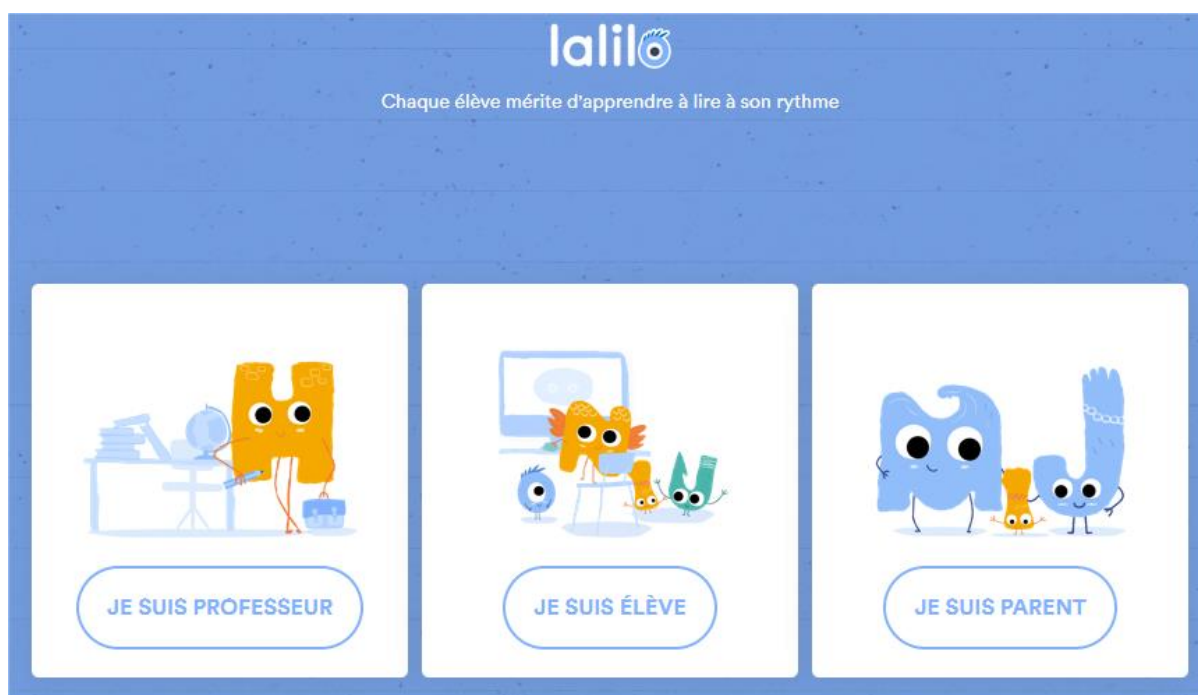 lalilo
Chaque élève mérite d'apprendre à lire à son rythme
JE SUIS PROFESSEUR
JE SUIS ÉLÈVE
JE SUIS PARENT